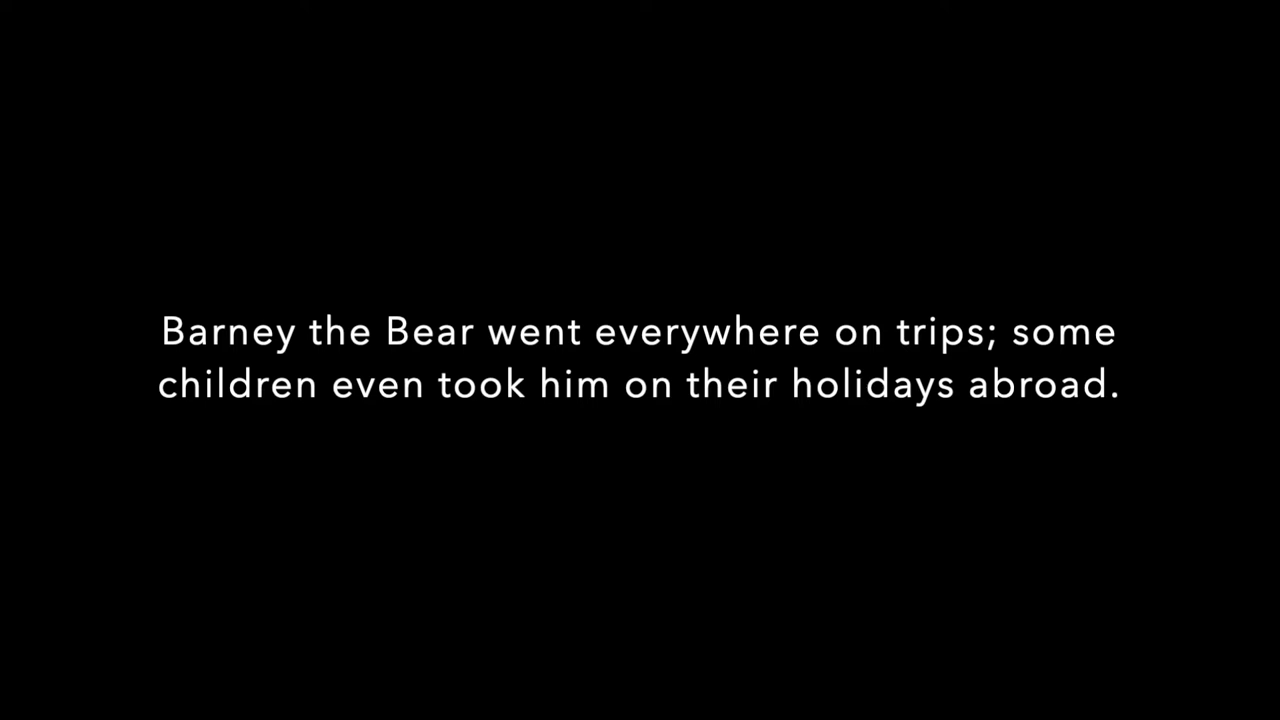 Barney the Bear went everywhere on trips; some
children even took him on their holidays abroad.